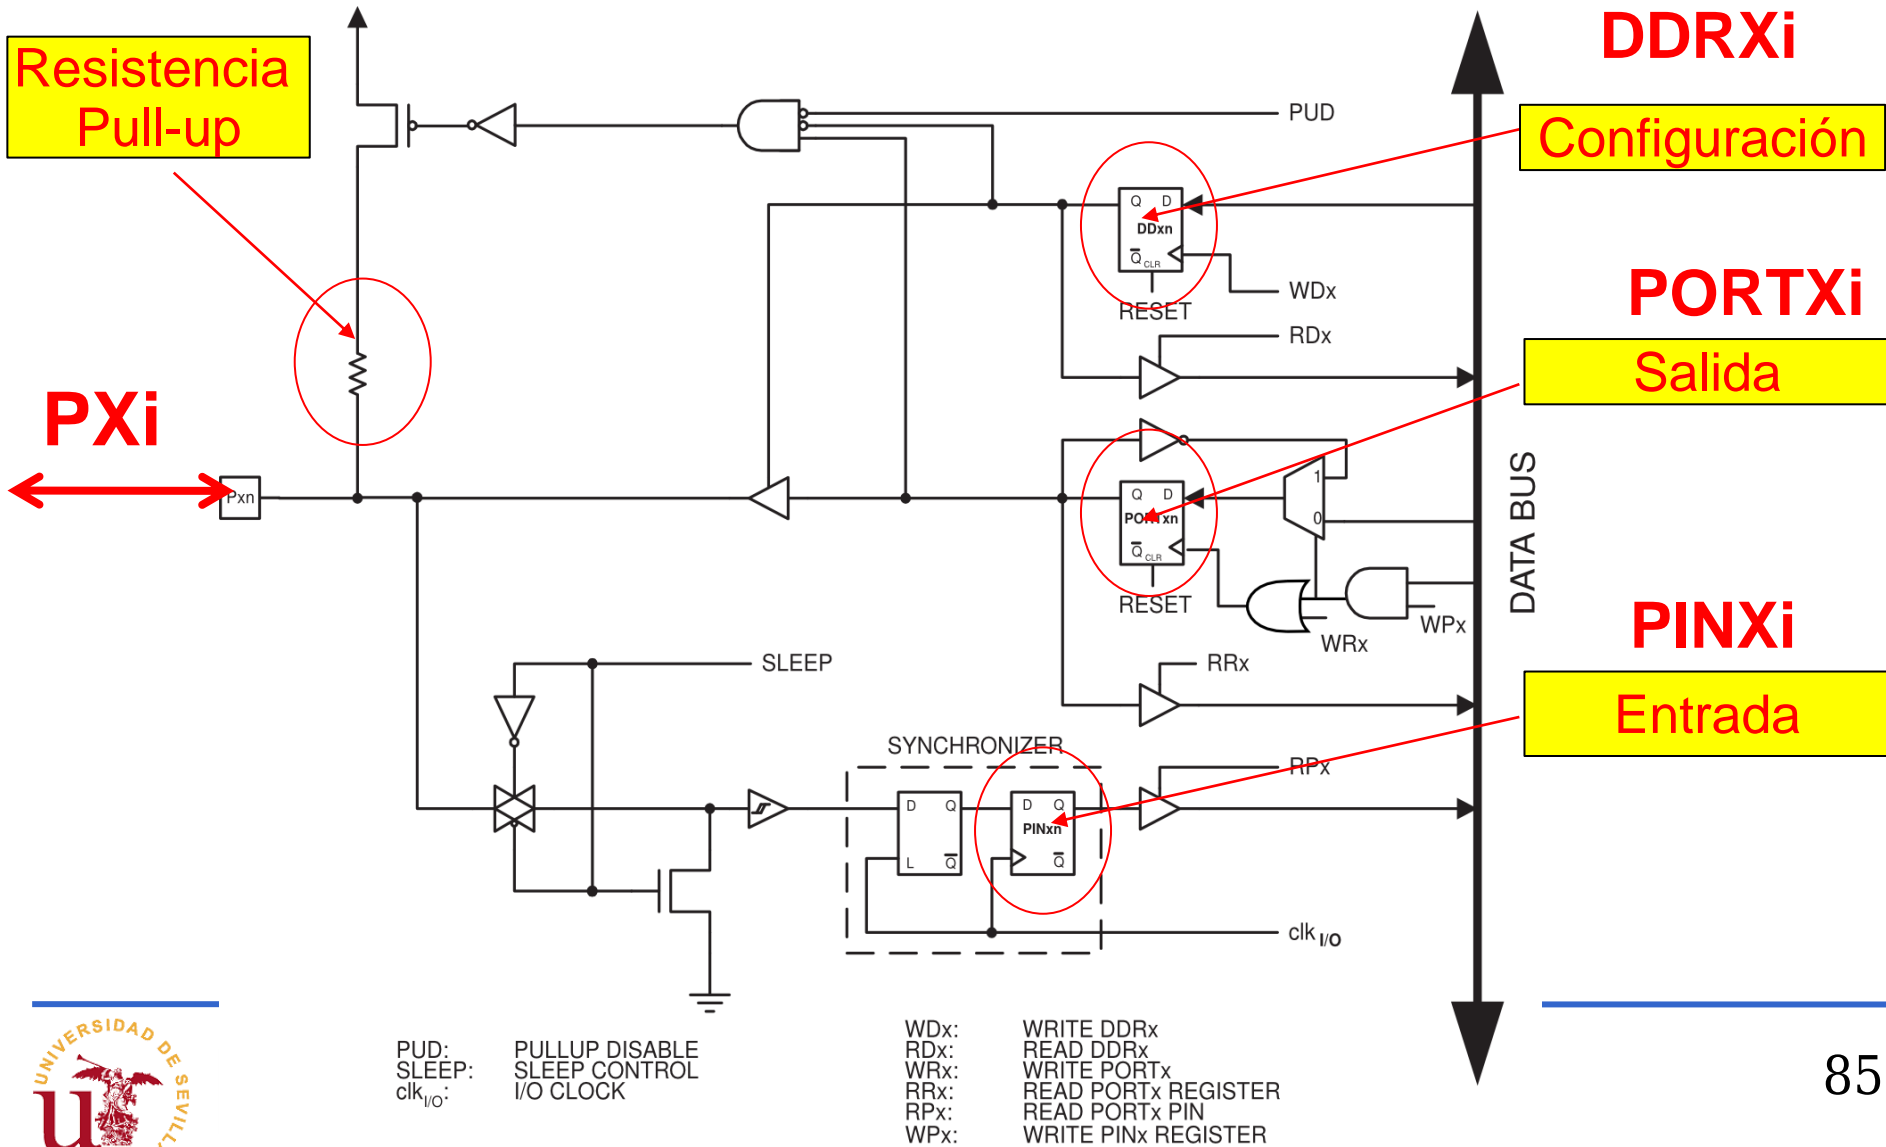 DDRXi
Resistencia
Pull-up
PUD
Configuración
Q D
DDxn
Q CLR
WDx
RESET
PORTXi
RDx
Salida
PXi
Pxn
1
Q D
PORTxn
0
Q CLR
RESET
WRx
WPx
DATA BUS
PINXi
SLEEP
RRx
Entrada
SYNCHRONIZER
RPx
D Q
D Q
PINxn
L Q
Q
clk I/O
PUD: PULLUP DISABLE
SLEEP: SLEEP CONTROL
clk I/O: I/O CLOCK
WDx: WRITE DDRx
RDx: READ DDRx
WRx: WRITE PORTx
RRx: READ PORTx REGISTER
RPx: READ PORTx PIN
WPx: WRITE PINx REGISTER
UNIVERSIDAD DE SEVILL
u
85